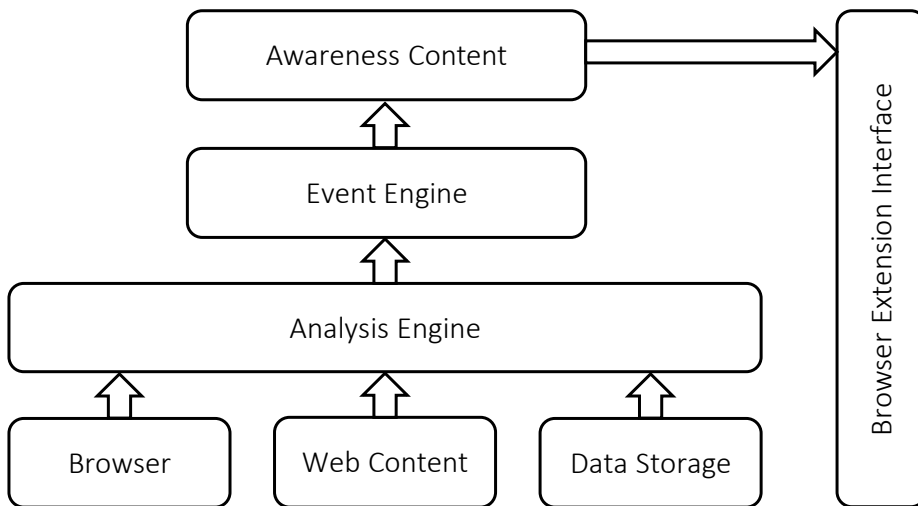 Awareness Content
Event Engine
Analysis Engine
Browser
Web Content
Data Storage
Browser Extension Interface